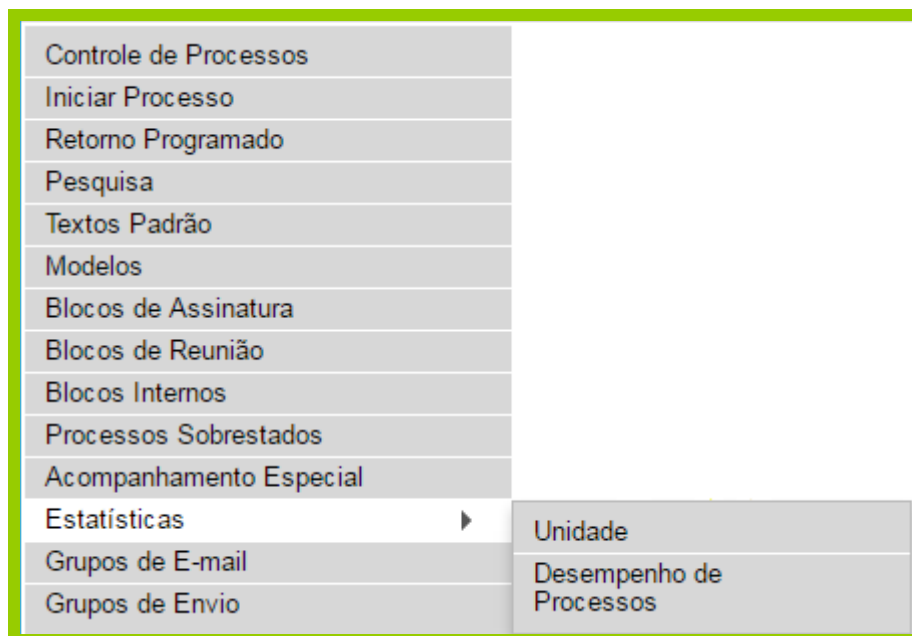 Controle de Processos
Iniciar Processo
Retorno Programado
Pesquisa
Textos Padrão
Modelos
Blocos de Assinatura
Blocos de Reunião
Blocos Internos
Processos Sobrestados
Acompanhamento Especial
Estatísticas
Unidade
Desempenho de
Processos
Grupos de E-mail
Grupos de Envio